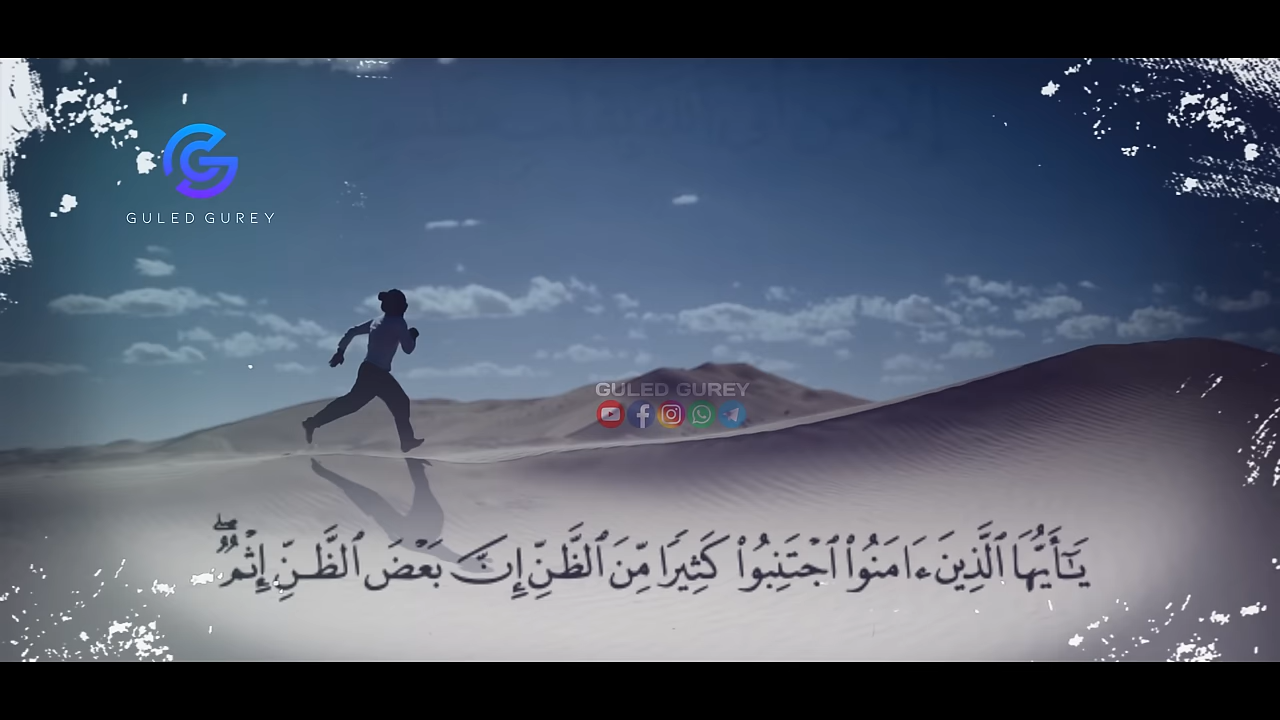 GULED GUREY
GULED GUREY
يَـٰٓأَيُّهَا ٱلَّذِينَ ءَامَنُوا۟ ٱجْتَنِبُوا۟ كَثِيرًا مِّنَ ٱلظَّنِّ إِنَّ بَعْضَ ٱلظَّنِّ إِثْمٌ ۖ